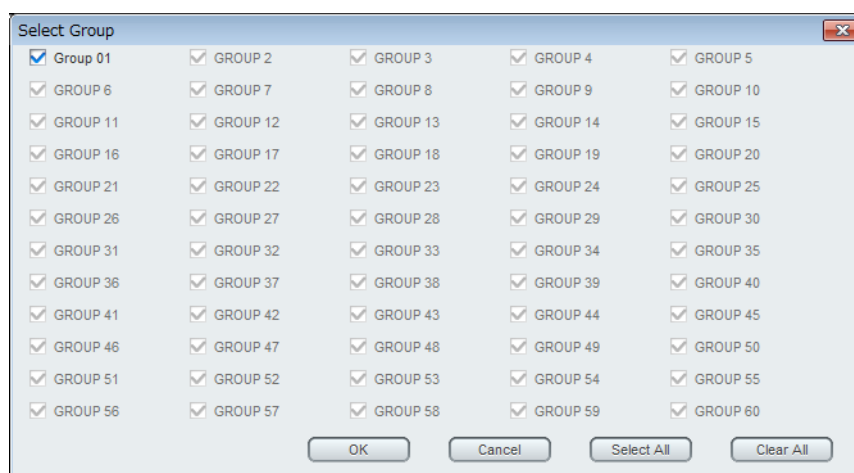 Select Group
Group 01 GROUP 2 GROUP 3 GROUP 4 GROUP 5
GROUP 6 GROUP 7 GROUP 8 GROUP 9 GROUP 10
GROUP 11 GROUP 12 GROUP 13 GROUP 14 GROUP 15
GROUP 16 GROUP 17 GROUP 18 GROUP 19 GROUP 20
GROUP 21 GROUP 22 GROUP 23 GROUP 24 GROUP 25
GROUP 26 GROUP 27 GROUP 28 GROUP 29 GROUP 30
GROUP 31 GROUP 32 GROUP 33 GROUP 34 GROUP 35
GROUP 36 GROUP 37 GROUP 38 GROUP 39 GROUP 40
GROUP 41 GROUP 42 GROUP 43 GROUP 44 GROUP 45
GROUP 46 GROUP 47 GROUP 48 GROUP 49 GROUP 50
GROUP 51 GROUP 52 GROUP 53 GROUP 54 GROUP 55
GROUP 56 GROUP 57 GROUP 58 GROUP 59 GROUP 60
OK Cancel Select All Clear All